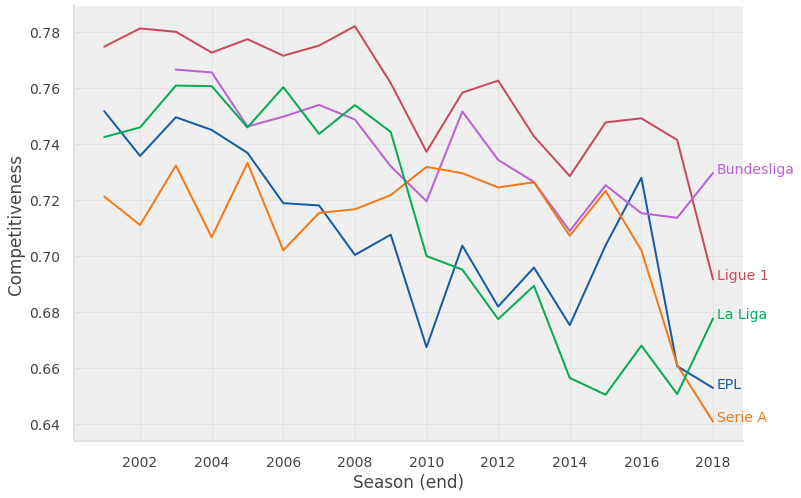 0.78
0.76
0.74
0.72
0.70
0.68
0.66
0.64
Competitiveness
Bundesliga
Ligue 1
La Liga
EPL
Serie A
2002 2004 2006 2008 2010 2012 2014 2016 2018
Season (end)